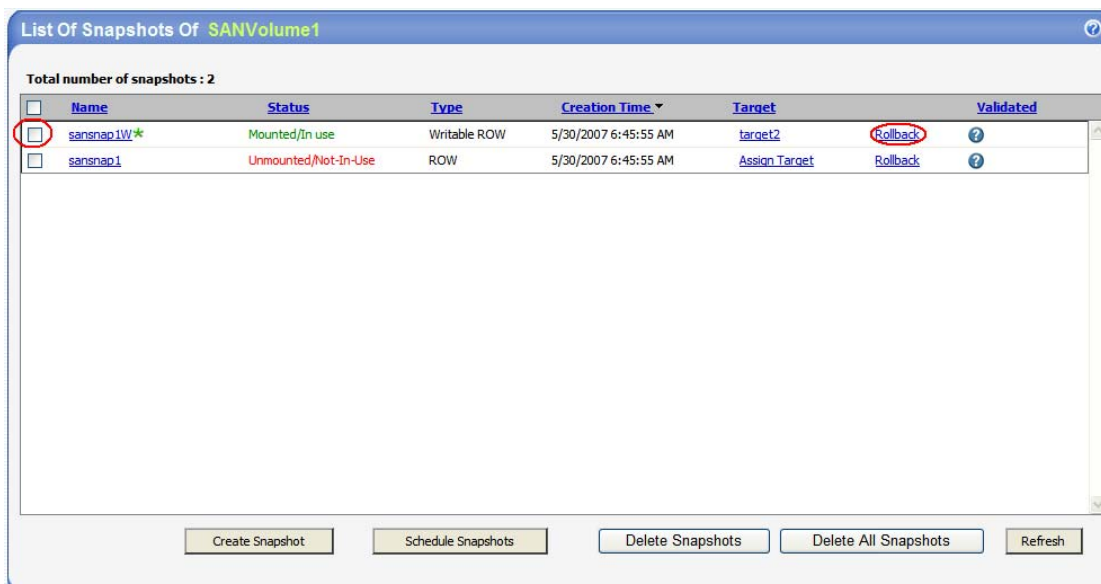 List Of Snapshots Of SANVolume1
Total number of snapshots : 2
Name Status Type Creation Time Target Validated
sansnap1W* Mounted/In use Writable ROW 5/30/2007 6:45:55 AM target2 Rollback ?
sansnap1 Unmounted/Not-In-Use ROW 5/30/2007 6:45:55 AM Assign Target Rollback ?
Create Snapshot Schedule Snapshots Delete Snapshots Delete All Snapshots Refresh